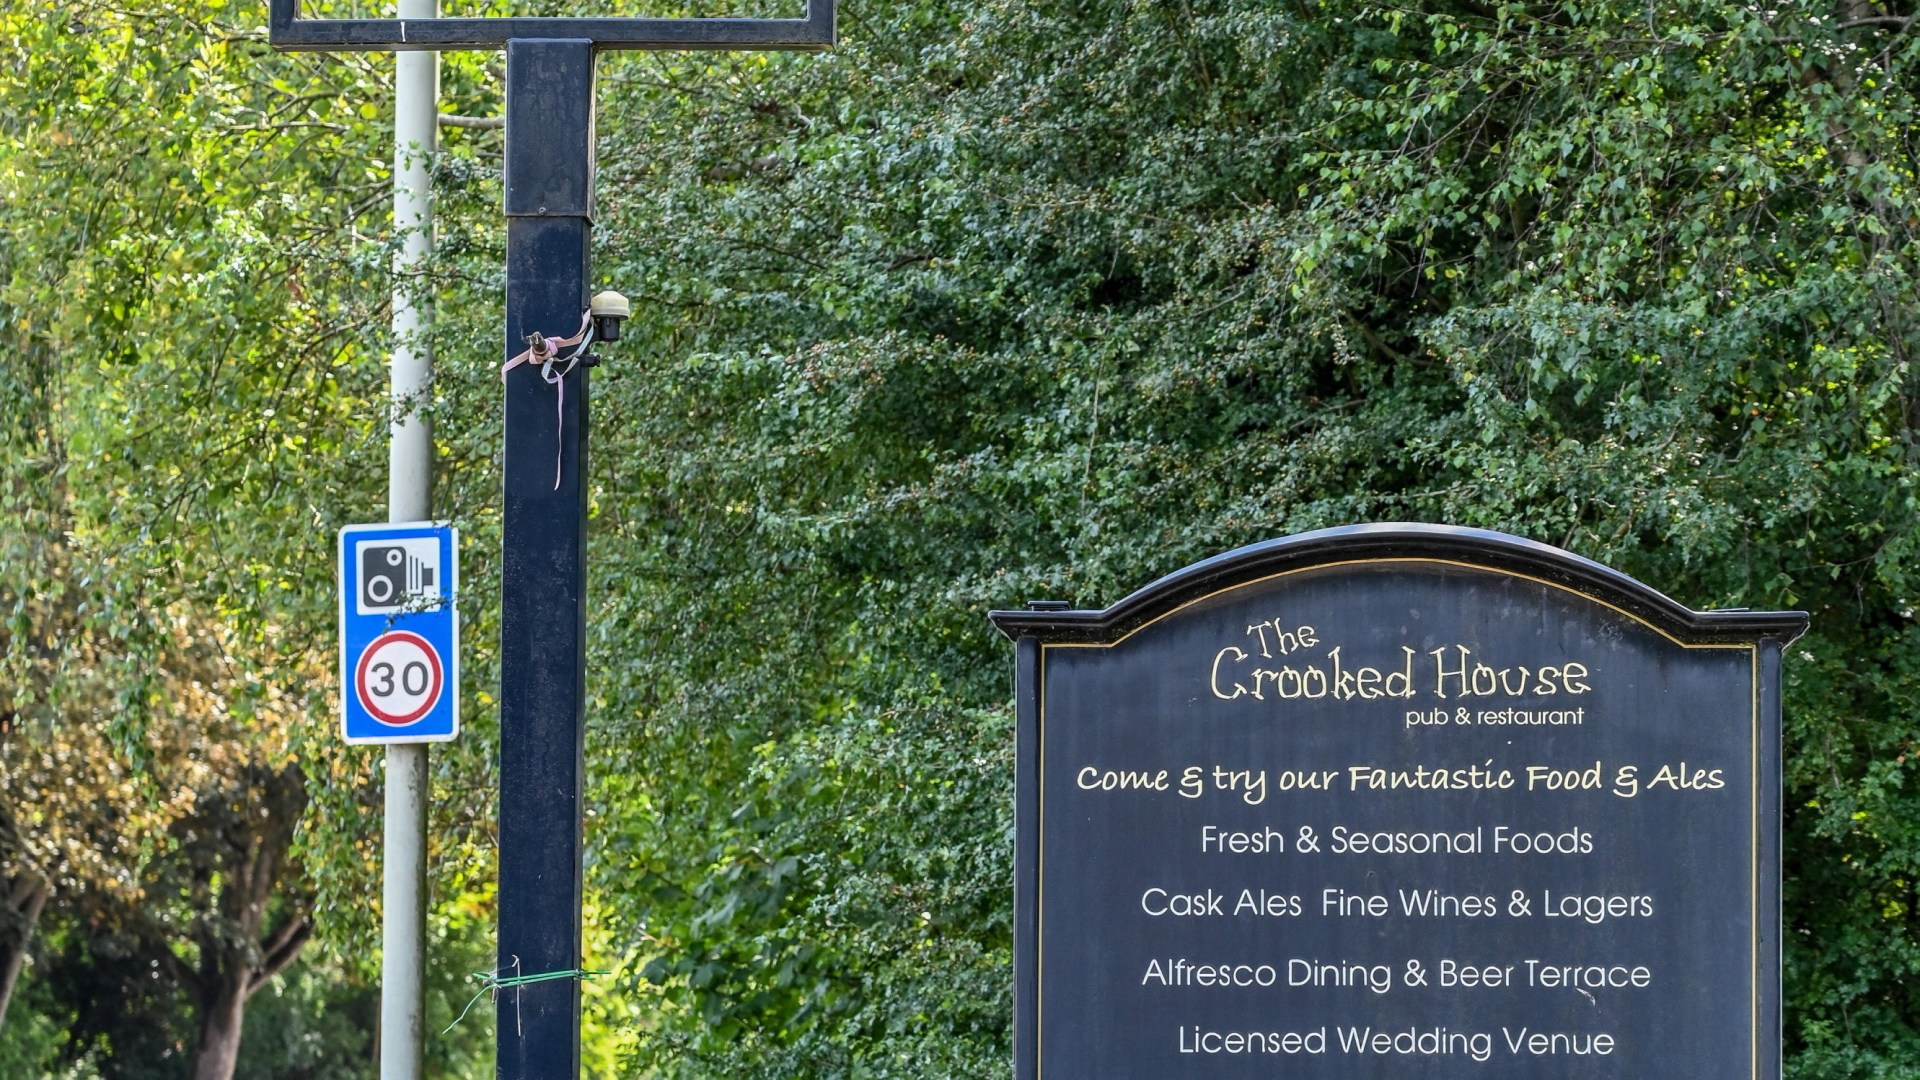 30
The
Crooked House
pub & restaurant
Come & try our Fantastic Food & Ales
Fresh & Seasonal Foods
Cask Ales Fine Wines & Lagers
Alfresco Dining & Beer Terrace
Licensed Wedding Venue